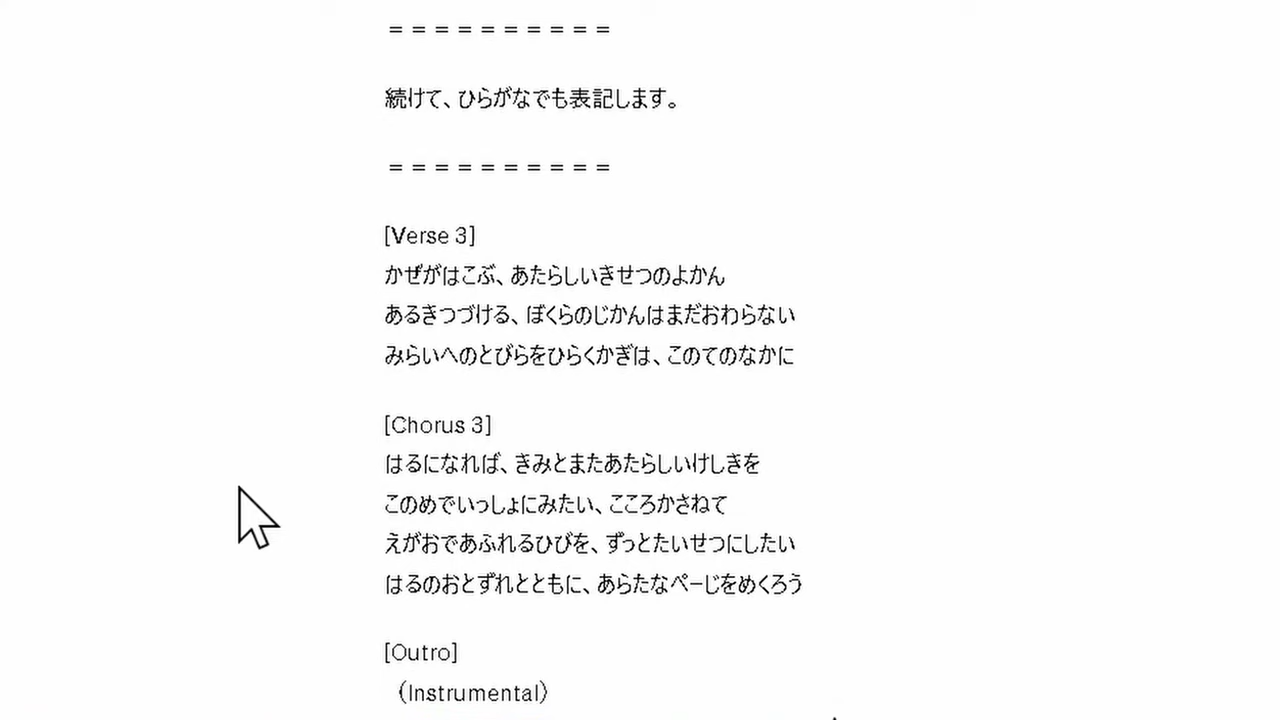 ＝＝＝＝＝＝＝＝＝＝
続けて、ひらがなでも表記します。
＝＝＝＝＝＝＝＝＝＝
[Verse 3]
かぜがはこぶ、あたらしいきせつのよかん
あるきつづける、ぼくらのじかんはまだおわらない
みらいへのとびらをひらくかぎは、このてのなかに
[Chorus 3]
はるになれば、きみとまたあたらしいけしきを
このめでいっしょにみたい、こころかさねて
えがおであふれるひびを、ずっとたいせつにしたい
はるのおとずれとともに、あらたなページをめくろう
[Outro]
（Instrumental）